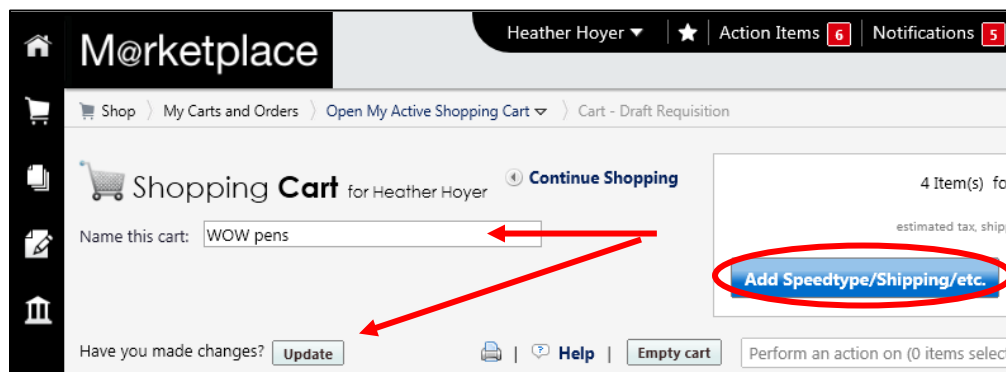 M@rketplace
Heather Hoyer ▼ | ★ | Action Items 6 | Notifications 5
Shop 〉 My Carts and Orders 〉 Open My Active Shopping Cart 〉 Cart - Draft Requisition
Shopping Cart for Heather Hoyer
Continue Shopping
4 Item(s) fo
Name this cart: WOW pens
estimated tax, ship
Add Speedtype/Shipping/etc.
Have you made changes? Update
| Help | Empty cart
Perform an action on (0 items selec